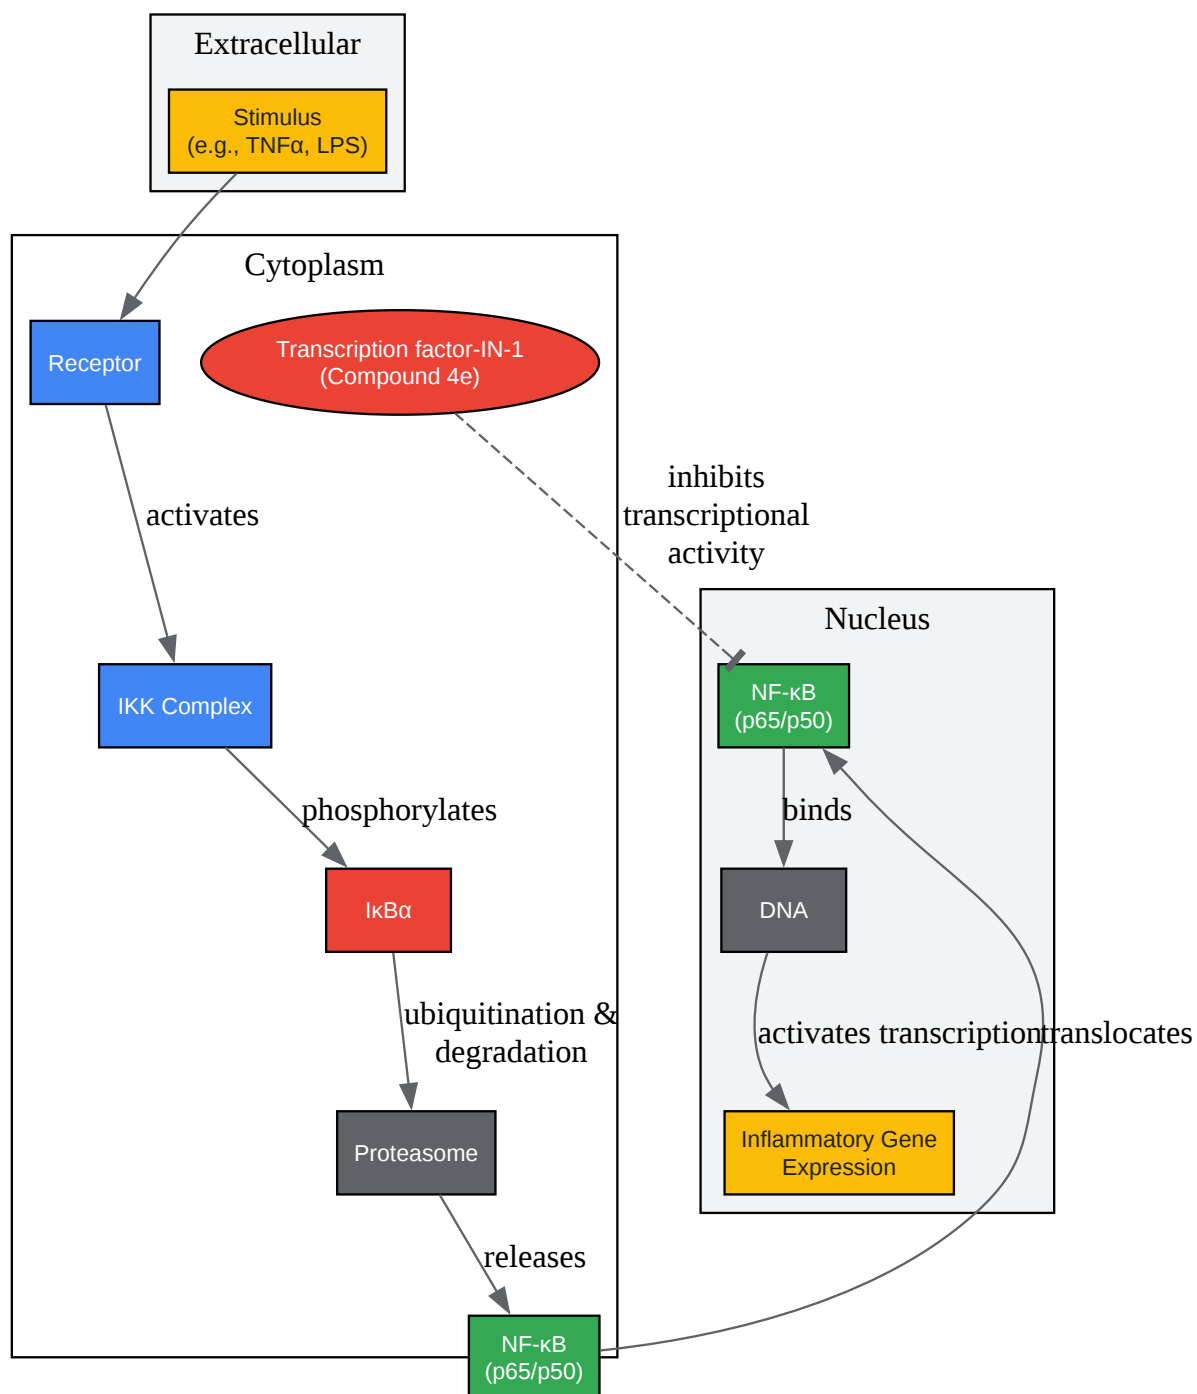 Extracellular
Stimulus
(e.g., TNFα, LPS)
Cytoplasm
Receptor
Transcription factor-IN-1
(Compound 4e)
activates
inhibits
transcriptional
activity
Nucleus
IKK Complex
NF-κB
(p65/p50)
phosphorylates
binds
IκBα
DNA
ubiquitination &
degradation
activates transcription
translocates
Proteasome
Inflammatory Gene
Expression
releases
NF-κB
(p65/p50)